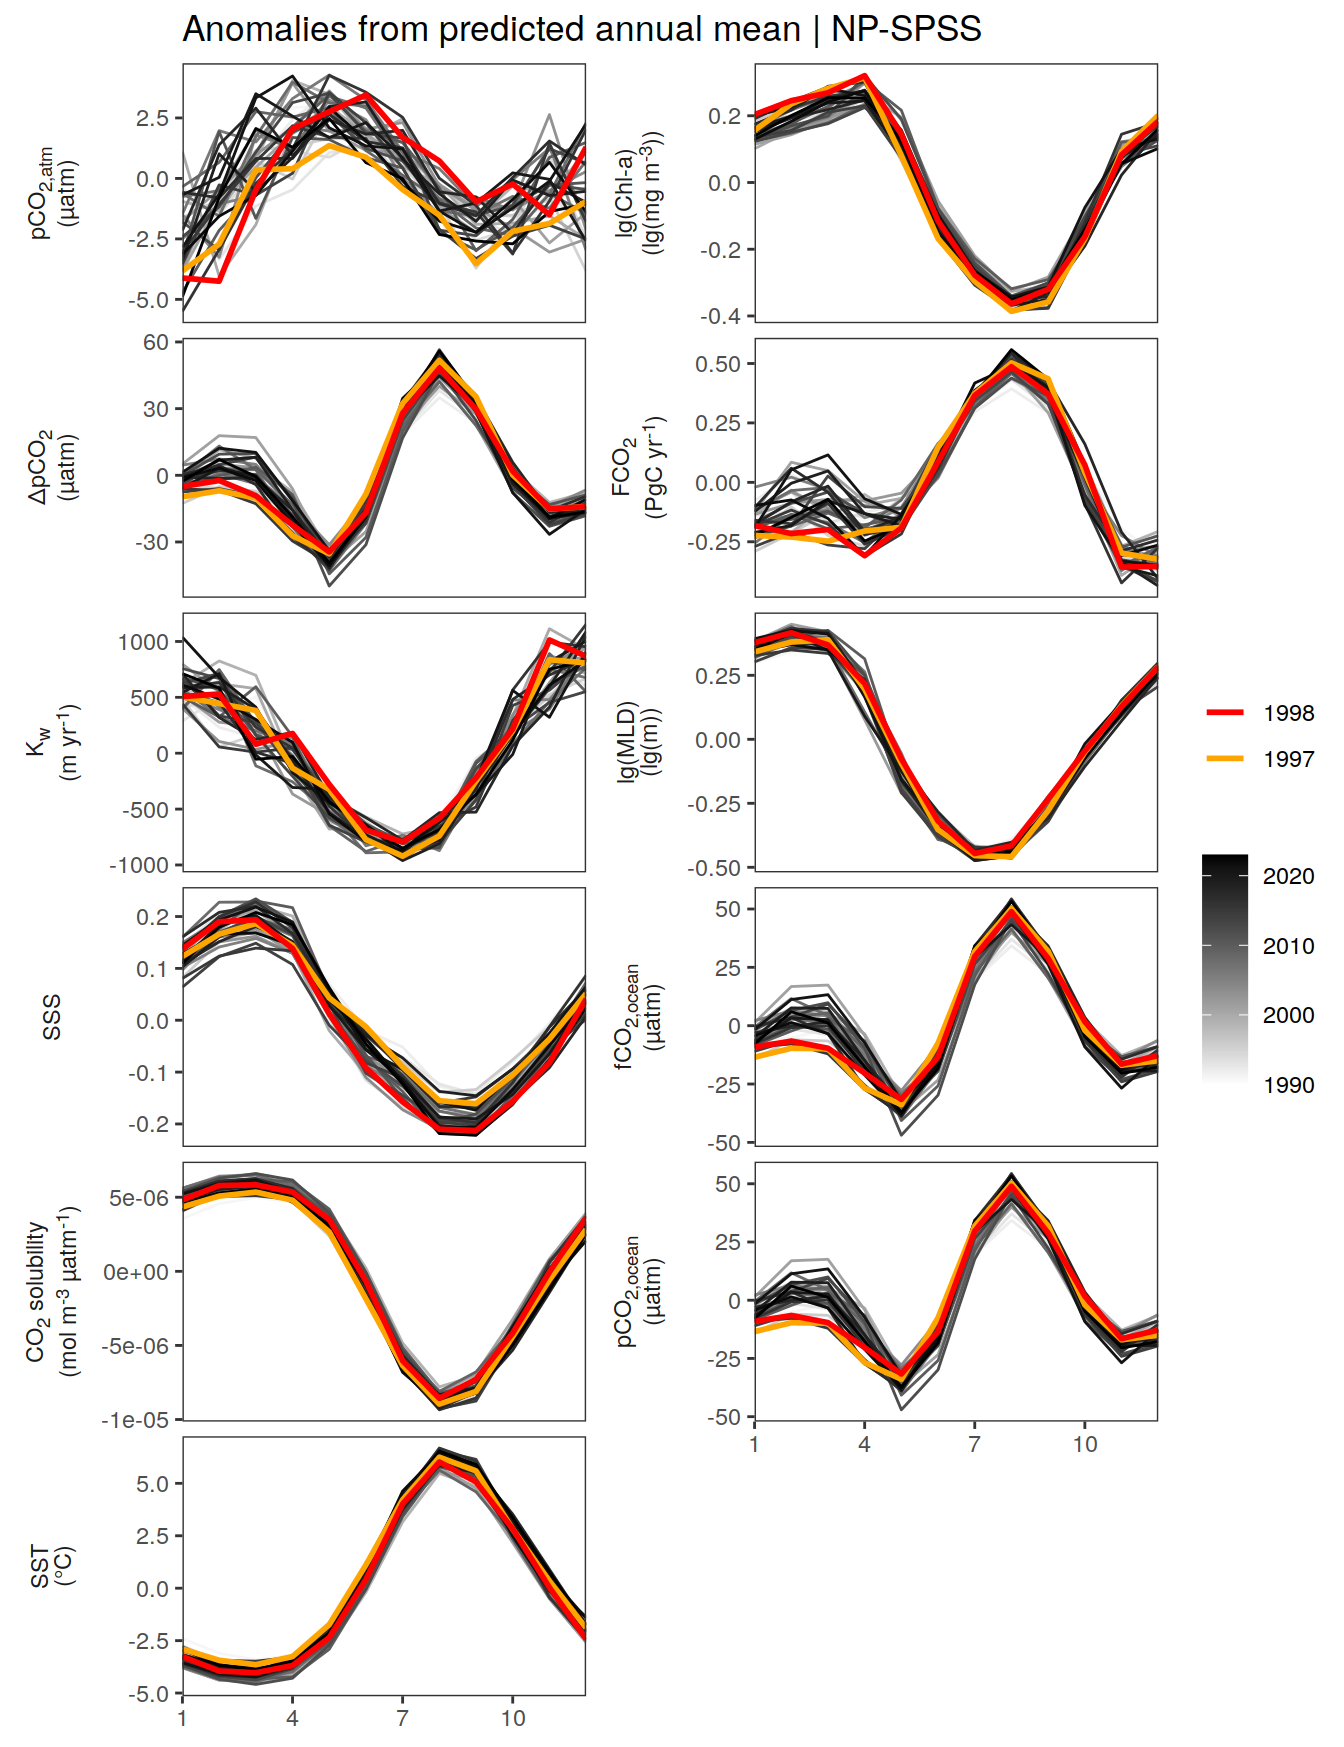 Anomalies from predicted annual mean | NP-SPSS
pCO2,atm
(µatm)
2.5
0.0
-2.5
-5.0
lg(Chl-a)
(lg(mg m-3))
0.2
0.0
-0.2
-0.4
ΔpCO2
(µatm)
60
30
0
-30
FCO2
(PgC yr-1)
0.50
0.25
0.00
-0.25
Kw
(m yr-1)
1000
500
0
-500
-1000
lg(MLD)
(lg(m))
0.25
0.00
-0.25
-0.50
SSS
0.2
0.1
0.0
-0.1
-0.2
fCO2,ocean
(µatm)
50
25
0
-25
-50
CO2 solubility
(mol m-3 µatm-1)
5e-06
0e+00
-5e-06
-1e-05
pCO2,ocean
(µatm)
50
25
0
-25
-50
1 4 7 10
SST
(°C)
5.0
2.5
0.0
-2.5
-5.0
1 4 7 10
1998
1997
2020
2010
2000
1990